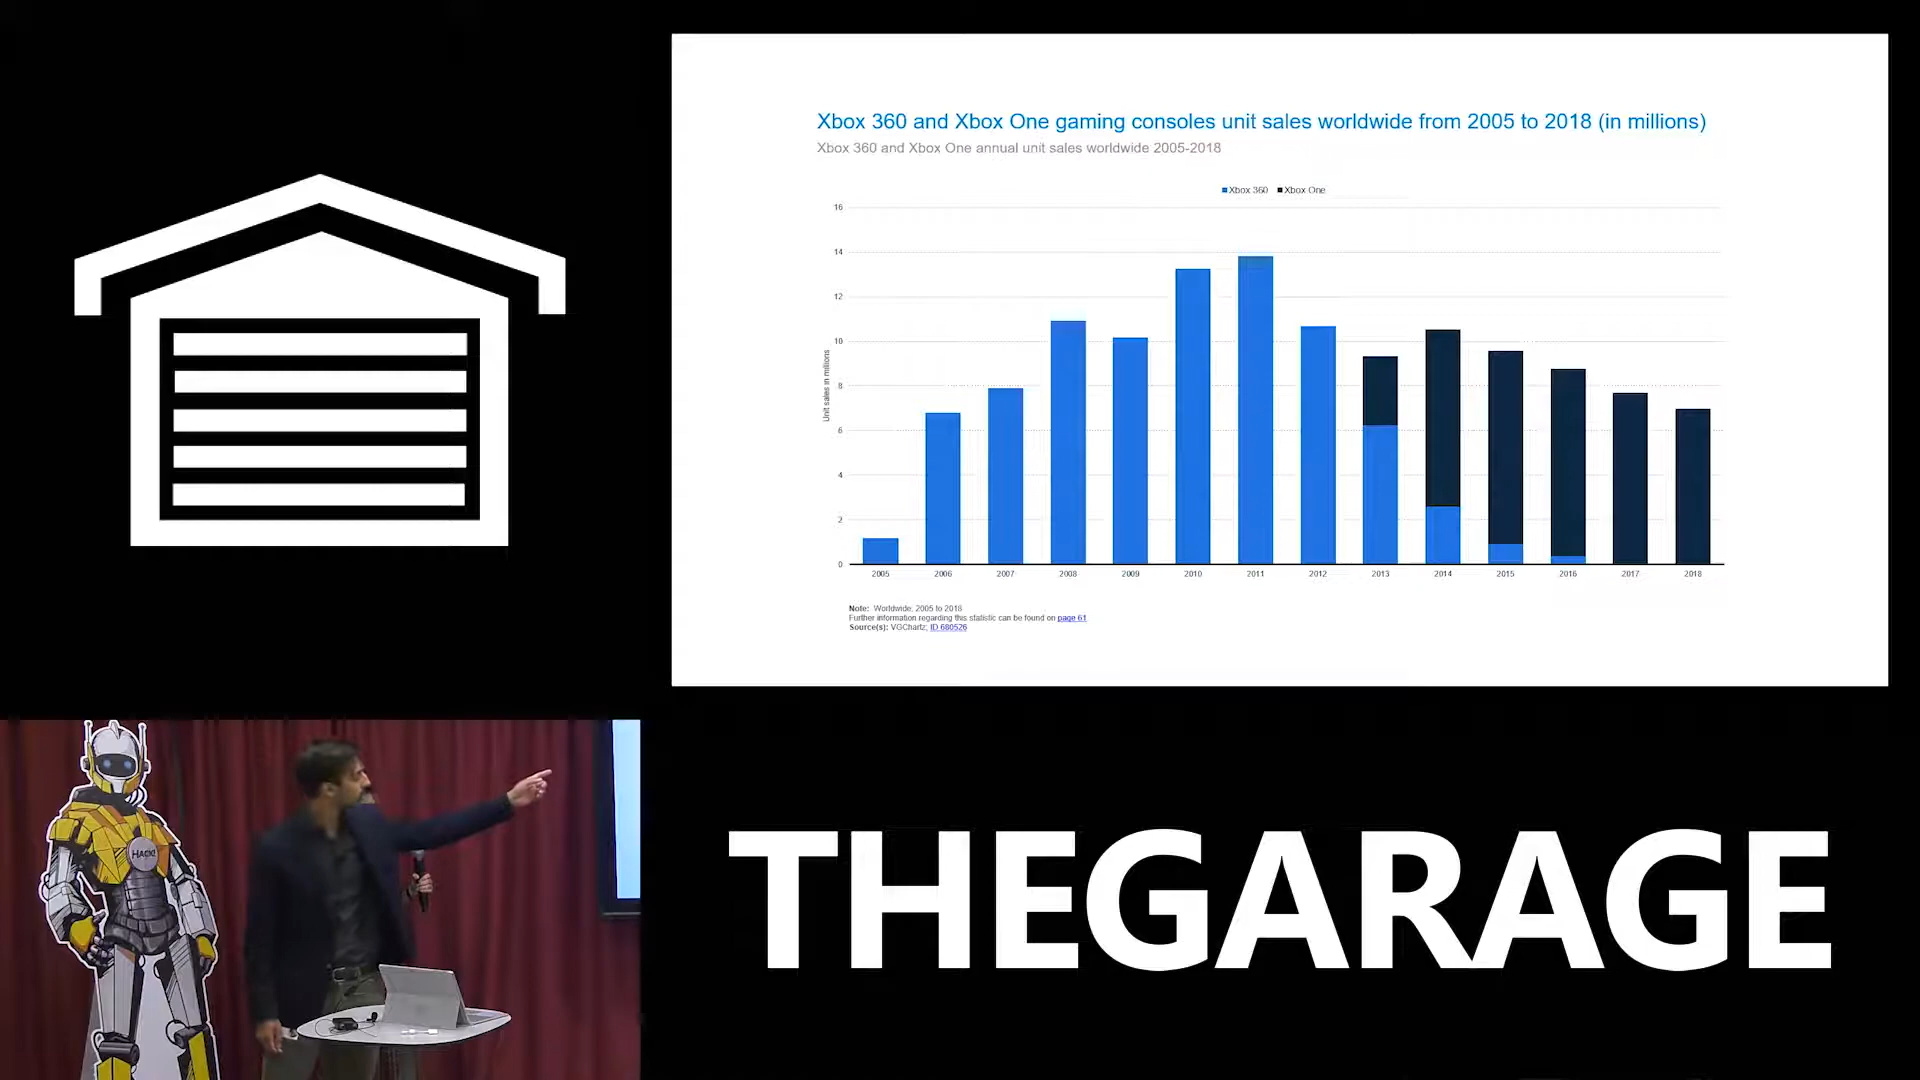 Xbox 360 and Xbox One gaming consoles unit sales worldwide from 2005 to 2018 (in millions)
Xbox 360 and Xbox One annual unit sales worldwide 2005-2018
Xbox 360 Xbox One
Unit sales in millions
16
14
12
10
8
6
4
2
0
2005 2006 2007 2008 2009 2010 2011 2012 2013 2014 2015 2016 2017 2018
Note: Worldwide, 2005 to 2018
Further information regarding this statistic can be found on page 61
Source(s): VGChartz; ID 680526
HACK!
THEGARAGE